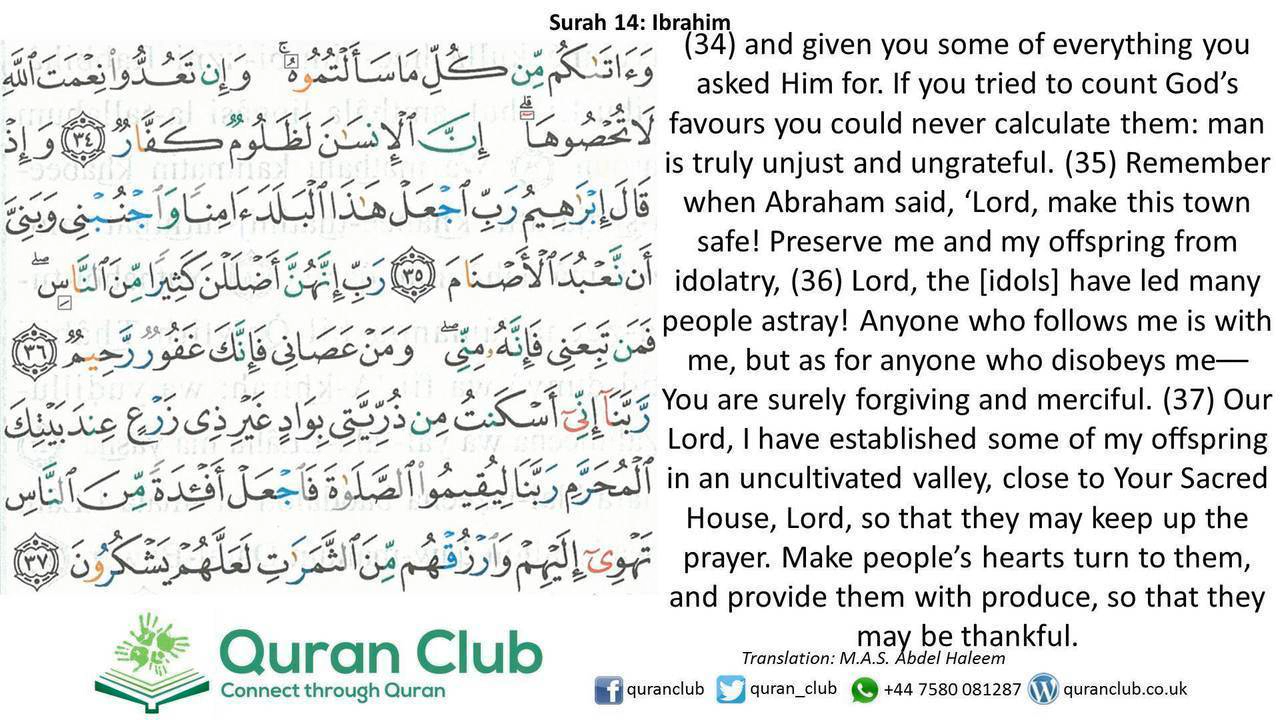 Surah 14: Ibrahim
وَءَاتَىٰكُم مِّن كُلِّ مَا سَأَلْتُمُوهُ ۚ وَإِن تَعُدُّوا۟ نِعْمَتَ ٱللَّهِ
لَا تُحْصُوهَآ ۗ إِنَّ ٱلْإِنسَٰنَ لَظَلُومٌ كَفَّارٌ ٣٤ وَإِذْ
قَالَ إِبْرَٰهِيمُ رَبِّ ٱجْعَلْ هَٰذَا ٱلْبَلَدَ ءَامِنًا وَٱجْنُبْنِى وَبَنِىَّ
أَن نَّعْبُدَ ٱلْأَصْنَامَ ٣٥ رَبِّ إِنَّهُنَّ أَضْلَلْنَ كَثِيرًا مِّنَ ٱلنَّاسِ ۖ
فَمَن تَبِعَنِى فَإِنَّهُۥ مِنِّى ۖ وَمَنْ عَصَانِى فَإِنَّكَ غَفُورٌ رَّحِيمٌ ٣٦
رَّبَّنَآ إِنِّىٓ أَسْكَنتُ مِن ذُرِّيَّتِى بِوَادٍ غَيْرِ ذِى زَرْعٍ عِندَ بَيْتِكَ
ٱلْمُحَرَّمِ رَبَّنَا لِيُقِيمُوا۟ ٱلصَّلَوٰةَ فَٱجْعَلْ أَفْـِٔدَةً مِّنَ ٱلنَّاسِ
تَهْوِىٓ إِلَيْهِمْ وَٱرْزُقْهُم مِّنَ ٱلثَّمَرَٰتِ لَعَلَّهُمْ يَشْكُرُونَ ٣٧
(34) and given you some of everything you
asked Him for. If you tried to count God’s
favours you could never calculate them: man
is truly unjust and ungrateful. (35) Remember
when Abraham said, ‘Lord, make this town
safe! Preserve me and my offspring from
idolatry, (36) Lord, the [idols] have led many
people astray! Anyone who follows me is with
me, but as for anyone who disobeys me—
You are surely forgiving and merciful. (37) Our
Lord, I have established some of my offspring
in an uncultivated valley, close to Your Sacred
House, Lord, so that they may keep up the
prayer. Make people’s hearts turn to them,
and provide them with produce, so that they
may be thankful.
Translation: M.A.S. Abdel Haleem
Quran Club
Connect through Quran
quranclub quran_club +44 7580 081287 quranclub.co.uk